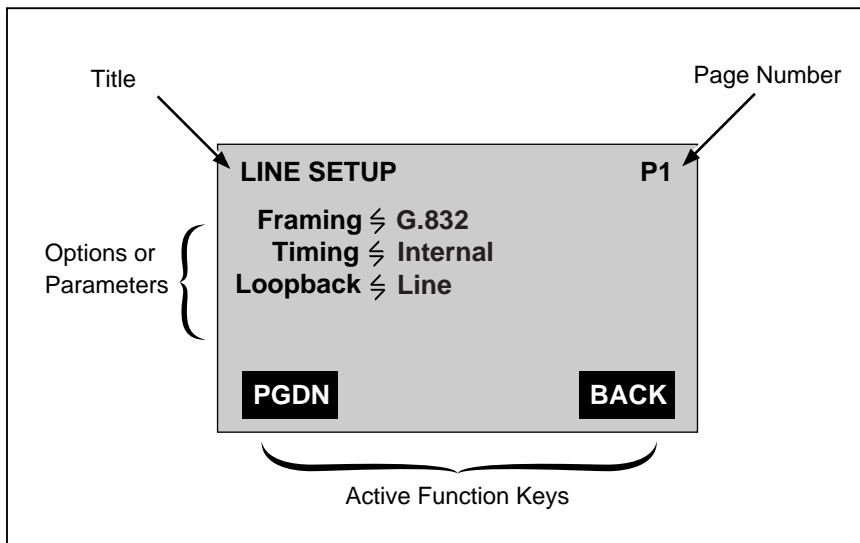 Title
Page Number
LINE SETUP P1
Framing ⇋ G.832
Timing ⇋ Internal
Loopback ⇋ Line
Options or
Parameters
PGDN BACK
Active Function Keys